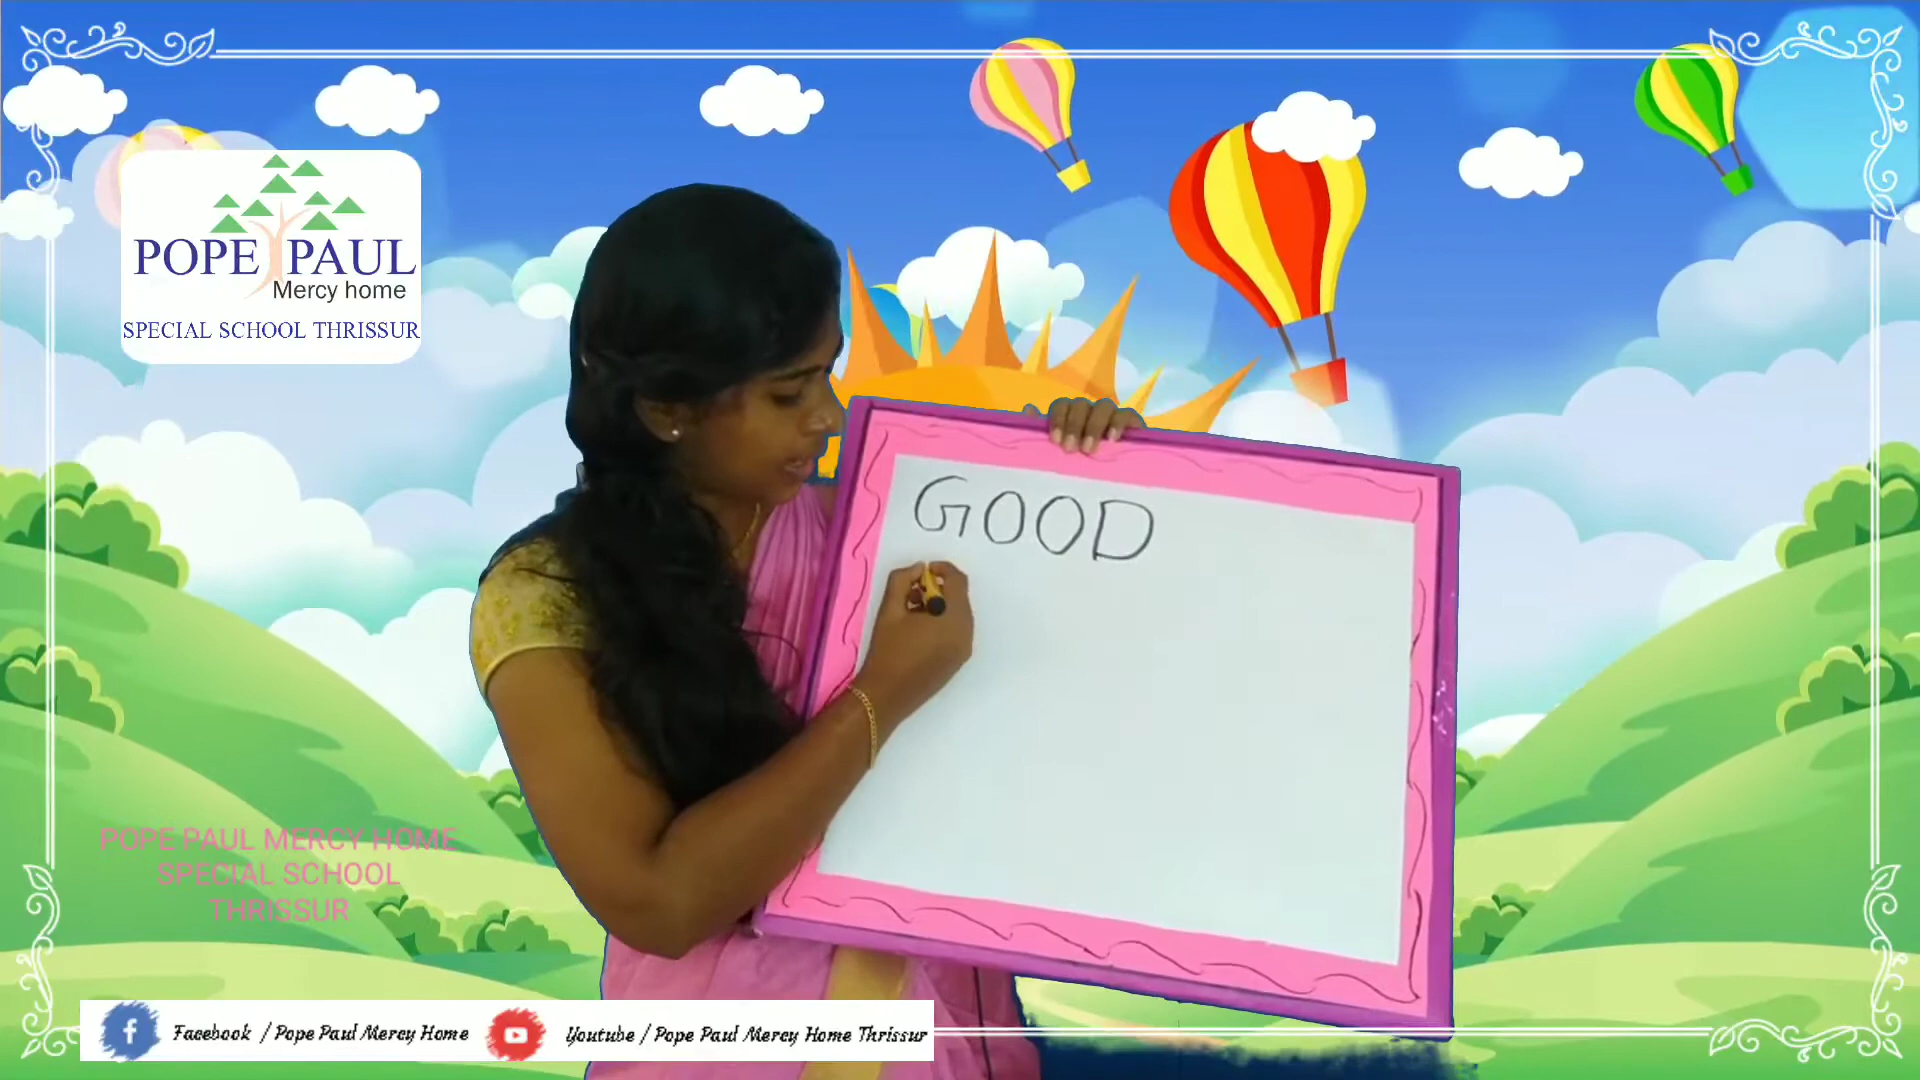 POPE PAUL
Mercy home
SPECIAL SCHOOL THRISSUR
GOOD
POPE PAUL MERCY HOME
SPECIAL SCHOOL
THRISSUR
Facebook / Pope Paul Mercy Home
Youtube / Pope Paul Mercy Home Thrissur